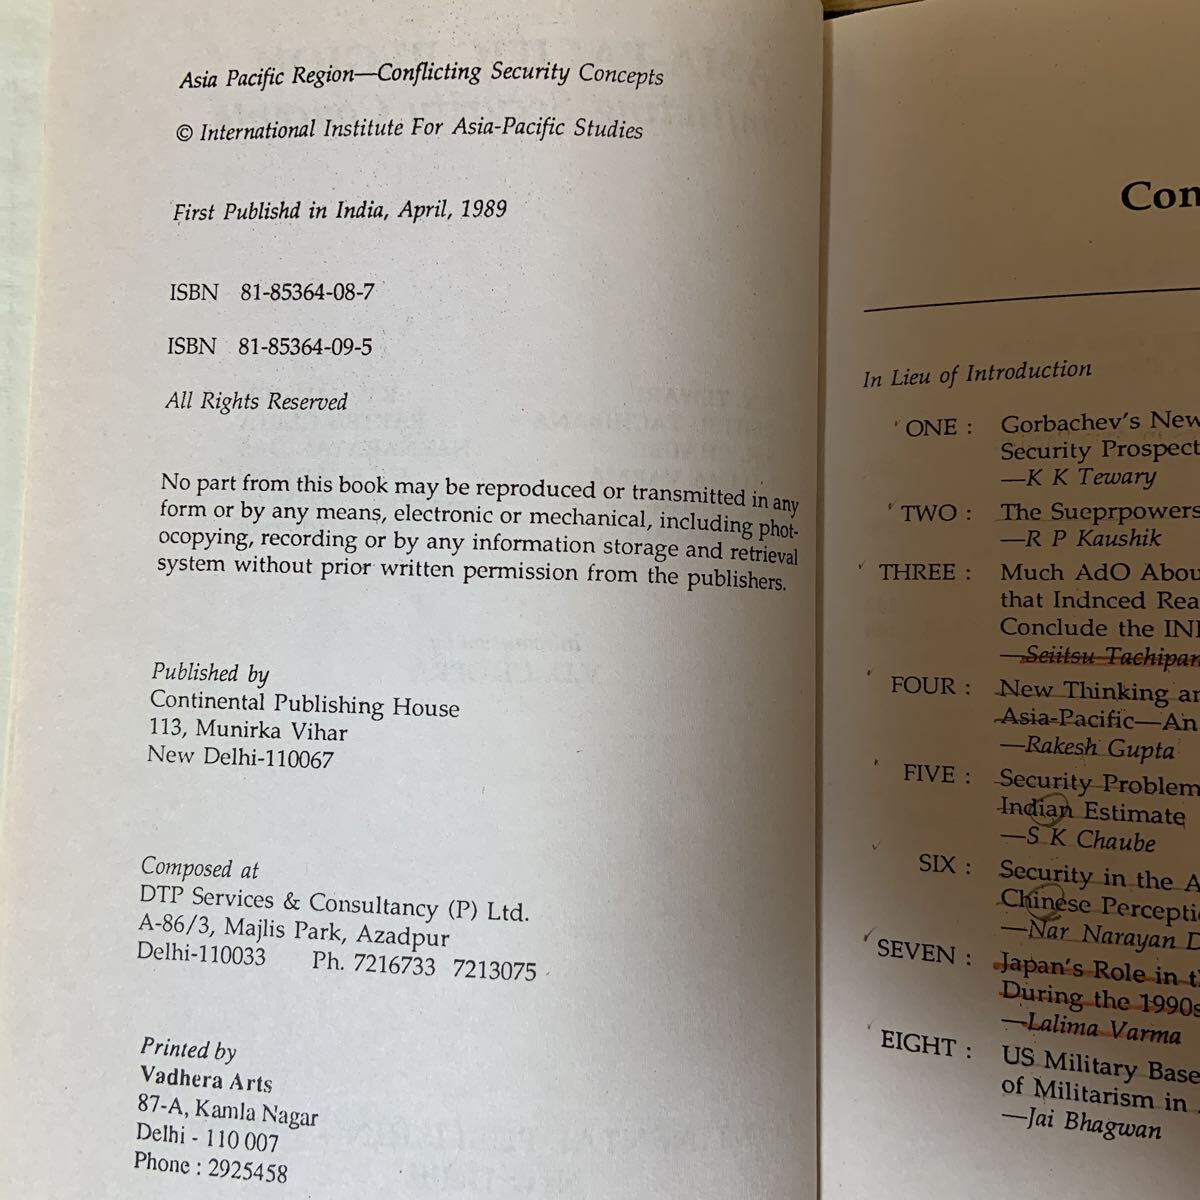 Asia Pacific Region—Conflicting Security Concepts
© International Institute For Asia-Pacific Studies
First Publishd in India, April, 1989
ISBN 81-85364-08-7
ISBN 81-85364-09-5
All Rights Reserved
No part from this book may be reproduced or transmitted in any
form or by any means, electronic or mechanical, including phot-
ocopying, recording or by any information storage and retrieval
system without prior written permission from the publishers.
Published by
Continental Publishing House
113, Munirka Vihar
New Delhi-110067
Composed at
DTP Services & Consultancy (P) Ltd.
A-86/3, Majlis Park, Azadpur
Delhi-110033 Ph. 7216733 7213075
Printed by
Vadhera Arts
87-A, Kamla Nagar
Delhi - 110 007
Phone : 2925458
Con
In Lieu of Introduction
ONE : Gorbachev's New
Security Prospect
—K K Tewary
TWO : The Sueprpowers
—R P Kaushik
THREE : Much AdO Abou
that Indnced Rea
Conclude the IN
—Seiitsu Tachipan
FOUR : New Thinking an
Asia-Pacific—An
—Rakesh Gupta
FIVE : Security Problem
Indian Estimate
—S K Chaube
SIX : Security in the A
Chinese Percepti
—Nar Narayan D
SEVEN : Japan's Role in t
During the 1990s
—Lalima Varma
EIGHT : US Military Base
of Militarism in
—Jai Bhagwan